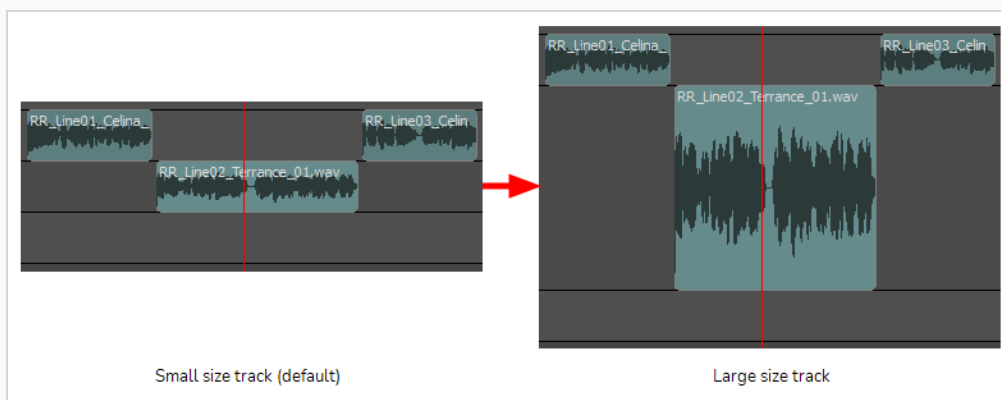 RR_Line01_Celina_
RR_Line03_Celin
RR_Line02_Terrance_01.wav
Small size track (default)
RR_Line01_Celina_
RR_Line03_Celin
RR_Line02_Terrance_01.wav
Large size track